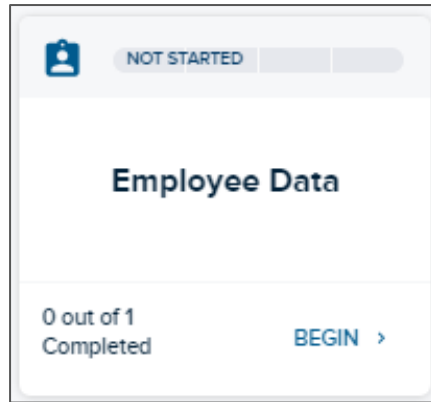 NOT STARTED
Employee Data
0 out of 1
Completed
BEGIN >